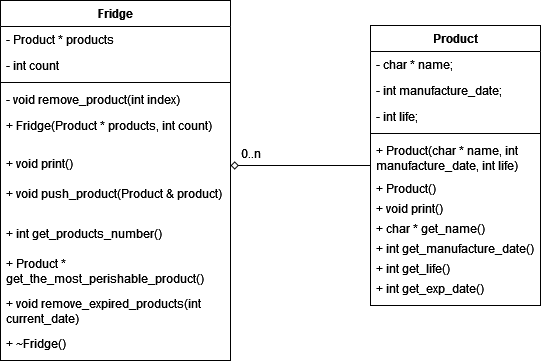 Fridge
- Product * products
- int count
- void remove_product(int index)
+ Fridge(Product * products, int count)
+ void print()
+ void push_product(Product & product)
+ int get_products_number()
+ Product *
get_the_most_perishable_product()
+ void remove_expired_products(int
current_date)
+ ~Fridge()
0..n
Product
- char * name;
- int manufacture_date;
- int life;
+ Product(char * name, int
manufacture_date, int life)
+ Product()
+ void print()
+ char * get_name()
+ int get_manufacture_date()
+ int get_life()
+ int get_exp_date()